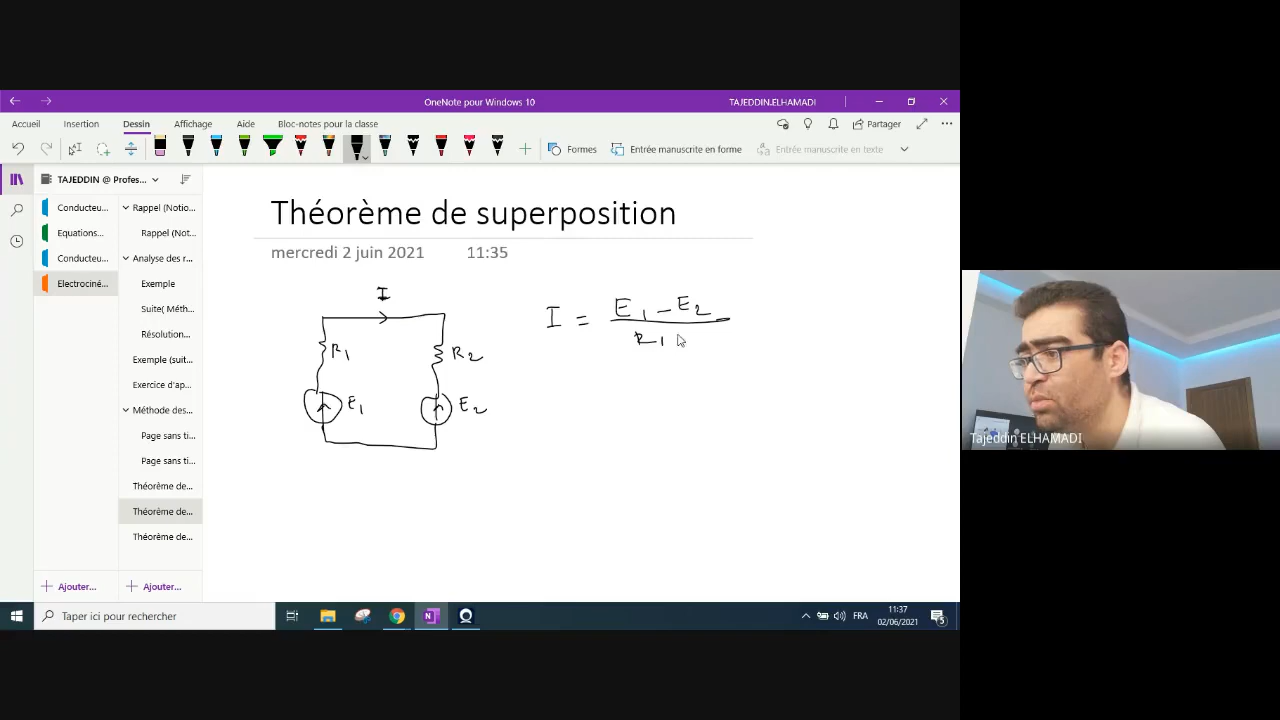 OneNote pour Windows 10
TAJEDDIN.ELHAMADI
Accueil Insertion Dessin Affichage Aide Bloc-notes pour la classe
Partager
Formes Entrée manuscrite en forme Entrée manuscrite en texte
TAJEDDIN @ Profes...
Conducteu...
Equations...
Conducteu...
Electrociné...
Rappel (Notio...
Rappel (Not...
Analyse des r...
Exemple
Suite( Méth...
Résolution...
Exemple (suit...
Exercice d'ap...
Méthode des...
Page sans ti...
Page sans ti...
Théorème de...
Théorème de...
Théorème de...
Ajouter...
Ajouter...
Théorème de superposition
mercredi 2 juin 2021 11:35
I
R1
R2
E1
E2
I = E1 - E2
R1
Tajeddin ELHAMADI
Taper ici pour rechercher
FRA
11:37
02/06/2021
5